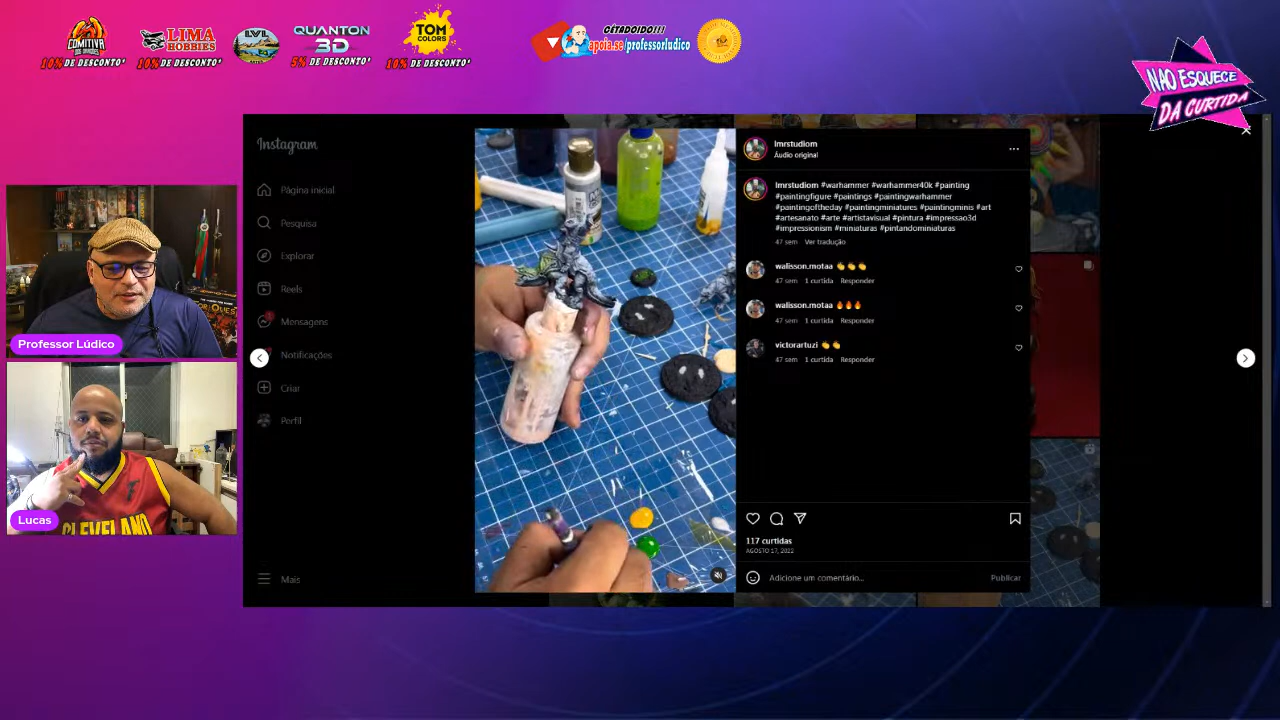 COMITIVA
DOS DRAGÕES
10% DE DESCONTO*
LIMA
HOBBIES
10% DE DESCONTO*
LVL
QUANTON
3D
5% DE DESCONTO*
TOM
COLORS
10% DE DESCONTO*
CÊTÁDOIDO!!!
apoia.se/professorludico
NÃO ESQUECE
DA CURTIDA
Instagram
Página inicial
Pesquisa
Explorar
Reels
Mensagens
Notificações
Criar
Perfil
Mais
lmrstudiom
Áudio original
lmrstudiom #warhammer #warhammer40k #painting
#paintingfigure #paintings #paintingwarhammer
#paintingoftheday #paintingminiatures #paintingminis #art
#artesanato #arte #artistavisual #pintura #impressao3d
#impressionism #miniaturas #pintandominiaturas
47 sem Ver tradução
walisson.motaa 👏👏👏
47 sem 1 curtida Responder
walisson.motaa 🔥🔥🔥
47 sem 1 curtida Responder
victorartuzi 👏👏
47 sem 1 curtida Responder
117 curtidas
AGOSTO 17, 2022
Adicione um comentário...
Publicar
Professor Lúdico
Lucas
CLEVELAND